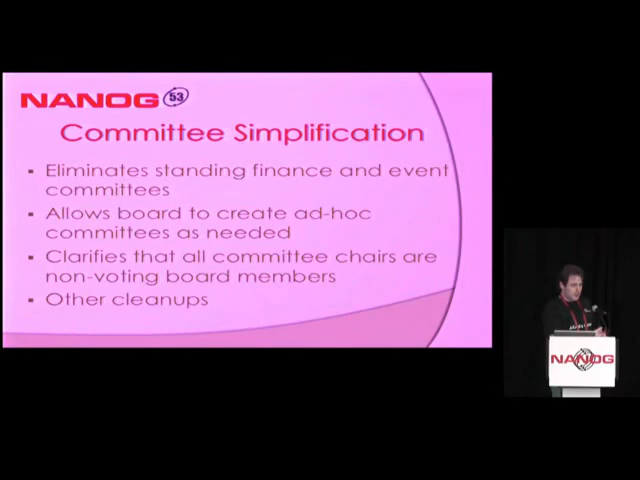 NANOG 53
Committee Simplification
▪ Eliminates standing finance and event
committees
▪ Allows board to create ad-hoc
committees as needed
▪ Clarifies that all committee chairs are
non-voting board members
▪ Other cleanups
NANOG